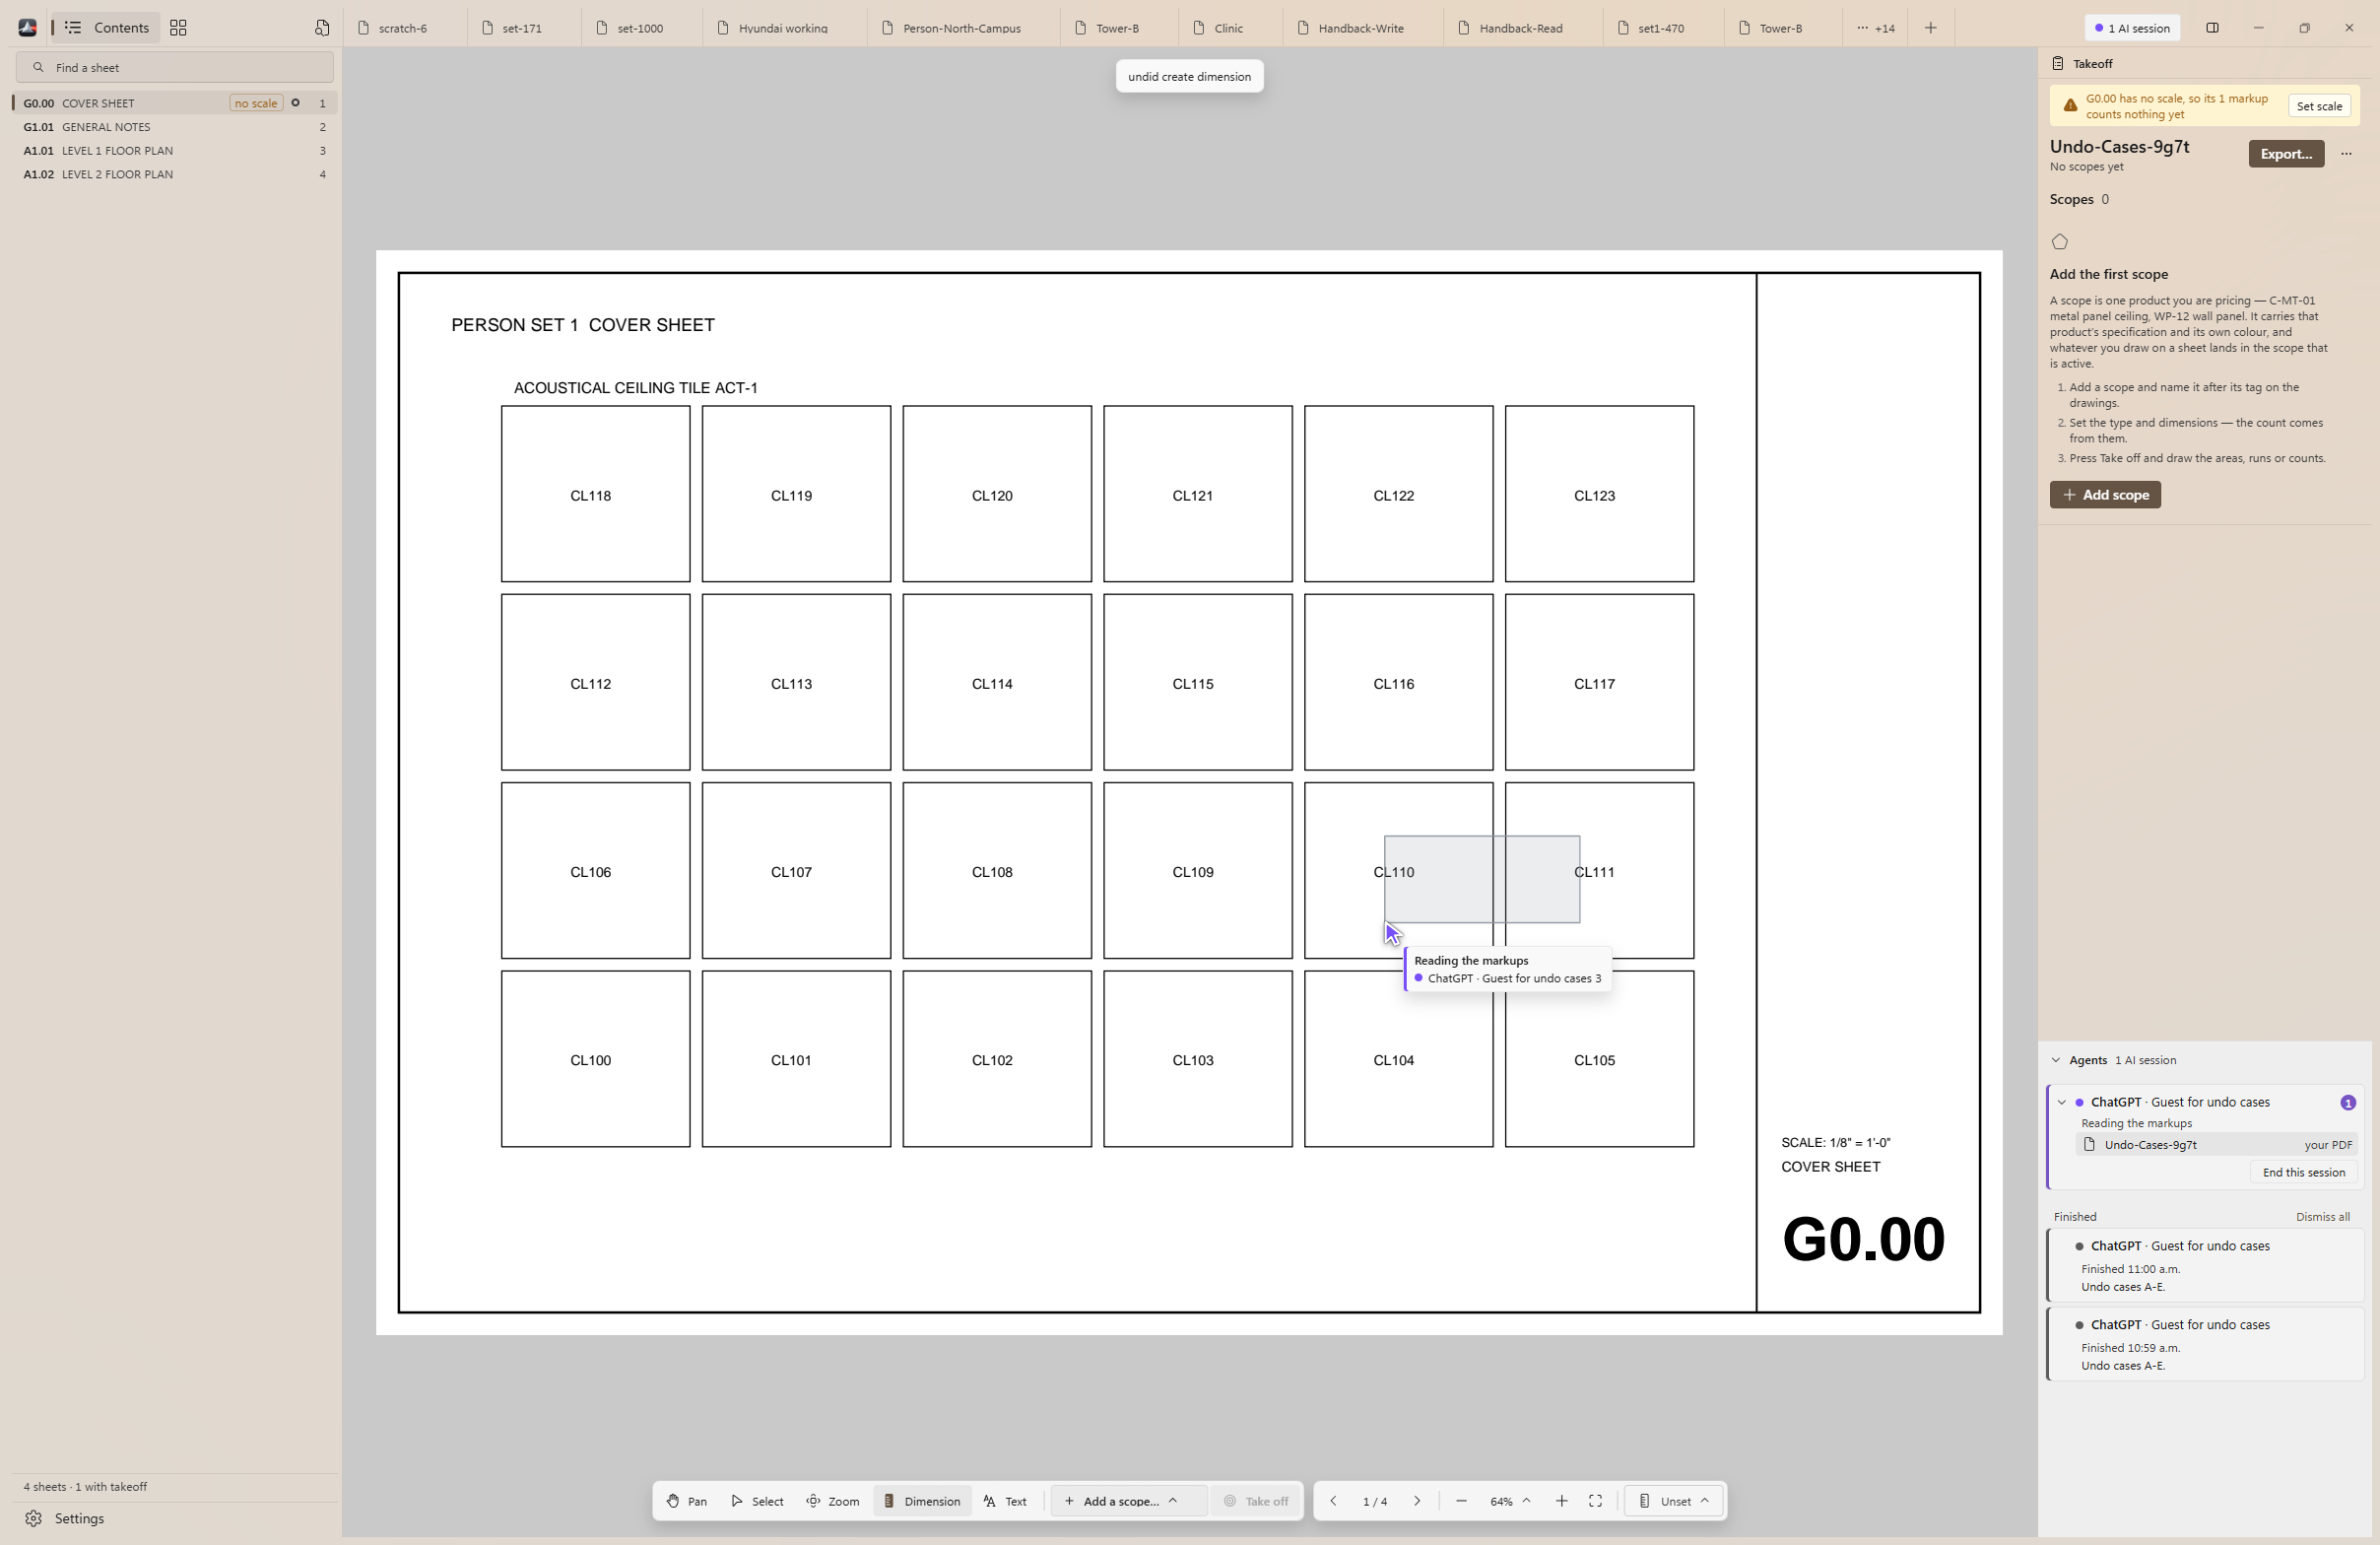 Contents
scratch-6
set-171
set-1000
Hyundai working
Person-North-Campus
Tower-B
Clinic
Handback-Write
Handback-Read
set1-470
Tower-B
··· +14
1 AI session
Find a sheet
G0.00 COVER SHEET no scale 1
G1.01 GENERAL NOTES 2
A1.01 LEVEL 1 FLOOR PLAN 3
A1.02 LEVEL 2 FLOOR PLAN 4
4 sheets · 1 with takeoff
Settings
undid create dimension
PERSON SET 1 COVER SHEET
ACOUSTICAL CEILING TILE ACT-1
CL118 CL119 CL120 CL121 CL122 CL123
CL112 CL113 CL114 CL115 CL116 CL117
CL106 CL107 CL108 CL109 CL110 CL111
Reading the markups
ChatGPT · Guest for undo cases 3
CL100 CL101 CL102 CL103 CL104 CL105
SCALE: 1/8" = 1'-0"
COVER SHEET
G0.00
Pan
Select
Zoom
Dimension
Text
Add a scope...
Take off
1 / 4
64%
Unset
Takeoff
G0.00 has no scale, so its 1 markup
counts nothing yet
Set scale
Undo-Cases-9g7t
No scopes yet
Export...
Scopes 0
Add the first scope
A scope is one product you are pricing — C-MT-01
metal panel ceiling, WP-12 wall panel. It carries that
product's specification and its own colour, and
whatever you draw on a sheet lands in the scope that
is active.
1. Add a scope and name it after its tag on the
drawings.
2. Set the type and dimensions — the count comes
from them.
3. Press Take off and draw the areas, runs or counts.
Add scope
Agents 1 AI session
ChatGPT · Guest for undo cases 1
Reading the markups
Undo-Cases-9g7t your PDF
End this session
Finished Dismiss all
ChatGPT · Guest for undo cases
Finished 11:00 a.m.
Undo cases A-E.
ChatGPT · Guest for undo cases
Finished 10:59 a.m.
Undo cases A-E.